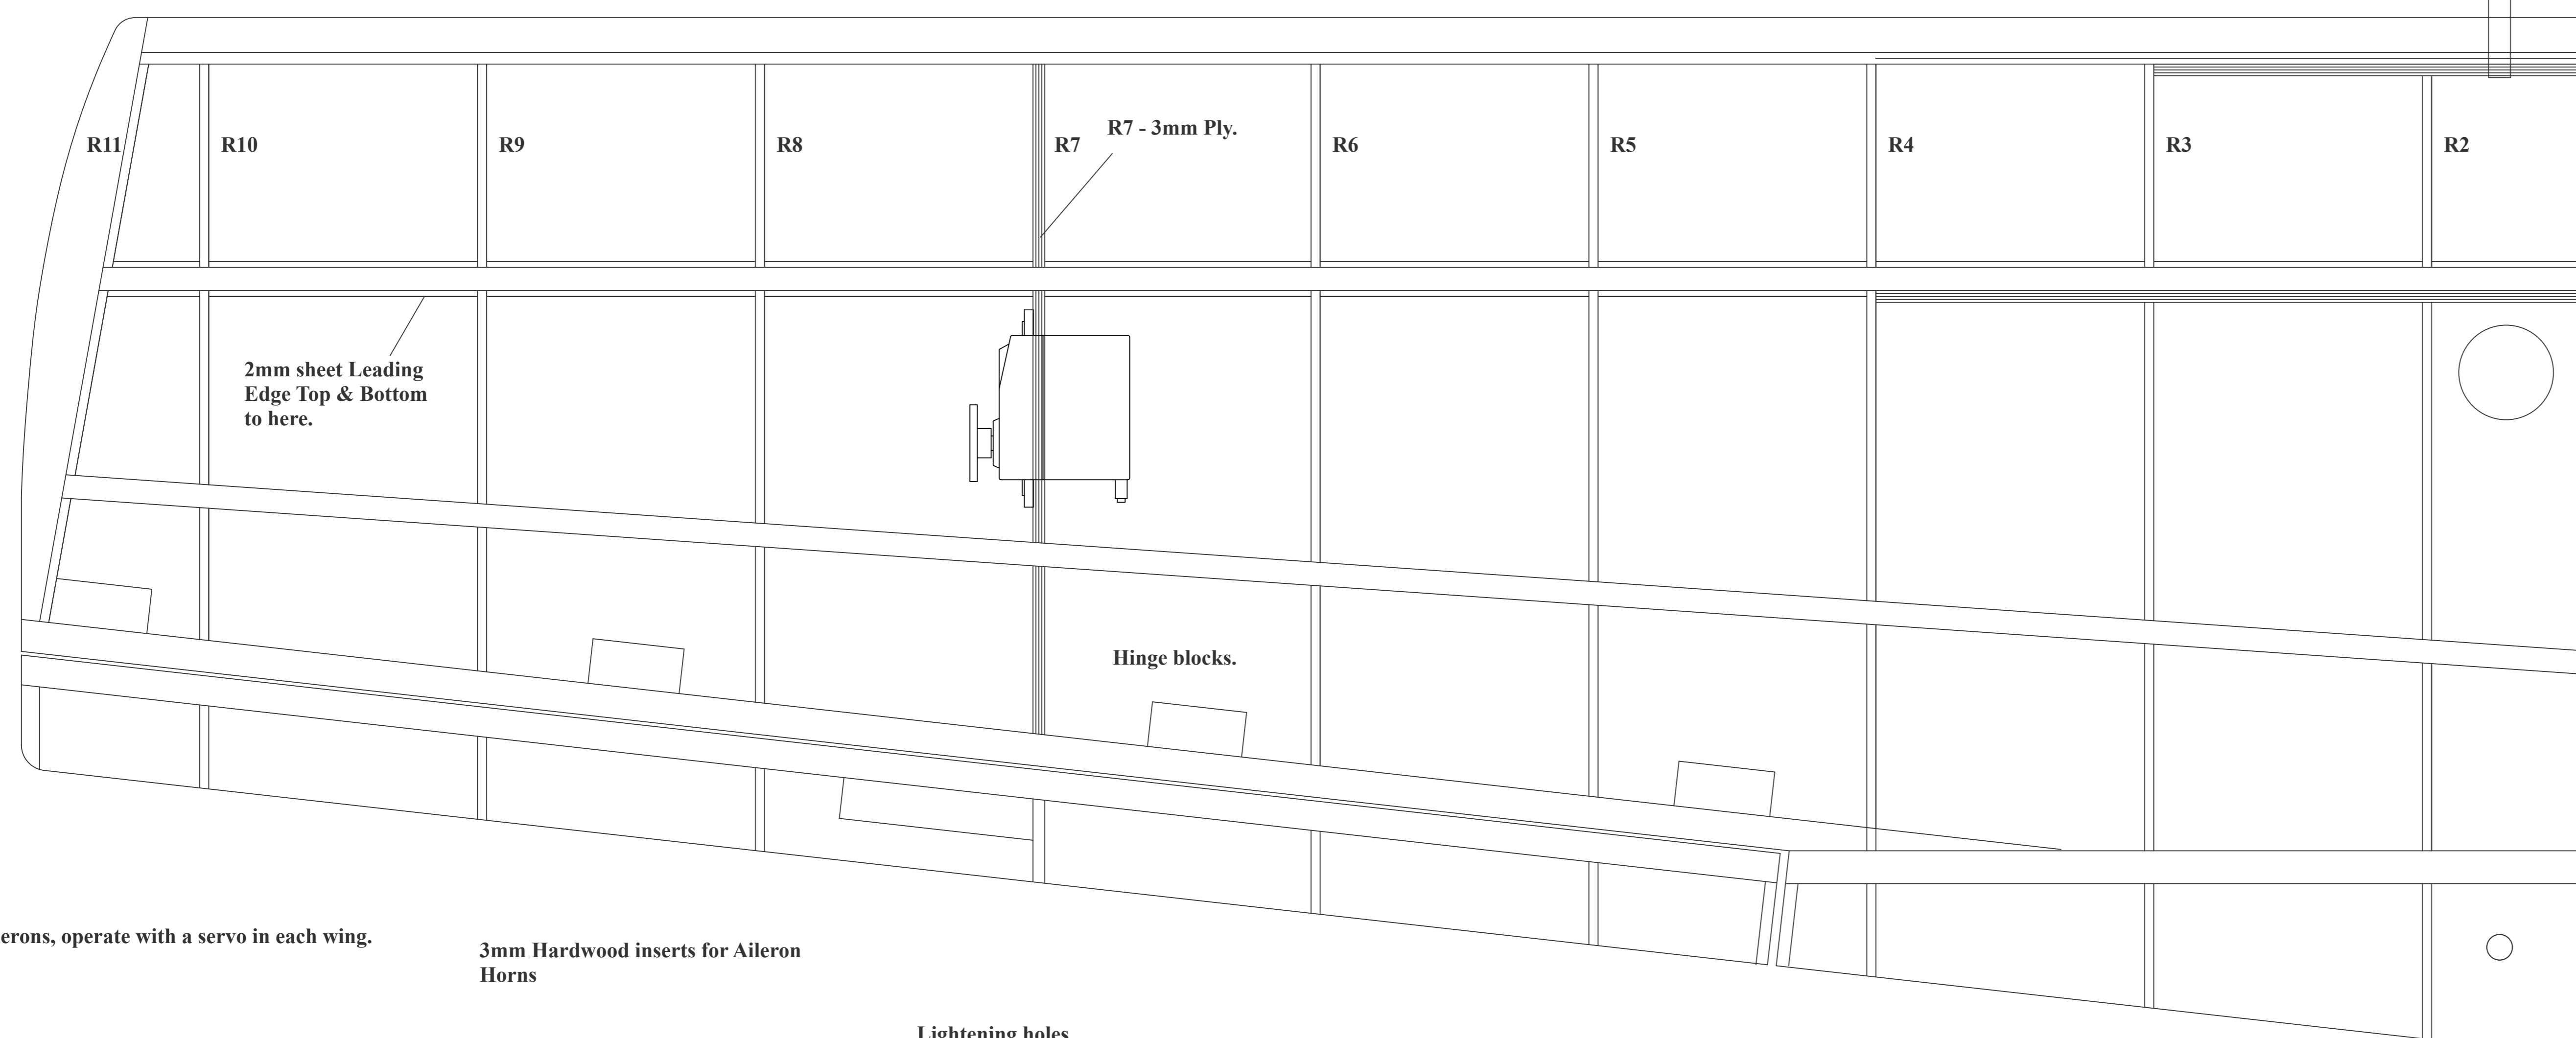 R11
R10
R9
R8
R7
R7 - 3mm Ply.
R6
R5
R4
R3
R2
2mm sheet Leading
Edge Top & Bottom
to here.
Hinge blocks.
erons, operate with a servo in each wing.
3mm Hardwood inserts for Aileron
Horns
Lightening holes